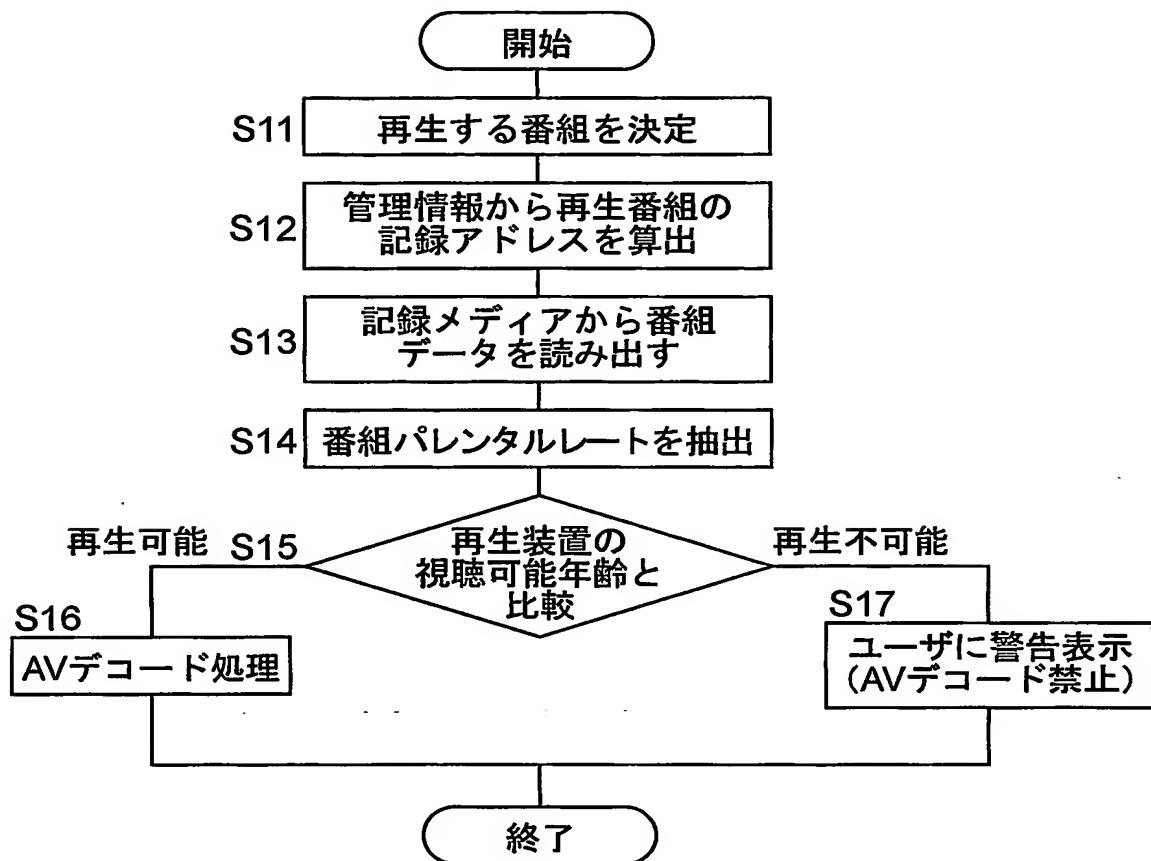 開始
S11
再生する番組を決定
S12
管理情報から再生番組の
記録アドレスを算出
S13
記録メディアから番組
データを読み出す
S14
番組パレンタルレートを抽出
再生可能
S15
再生装置の
視聴可能年齢と
比較
再生不可能
S16
AVデコード処理
S17
ユーザに警告表示
(AVデコード禁止)
終了